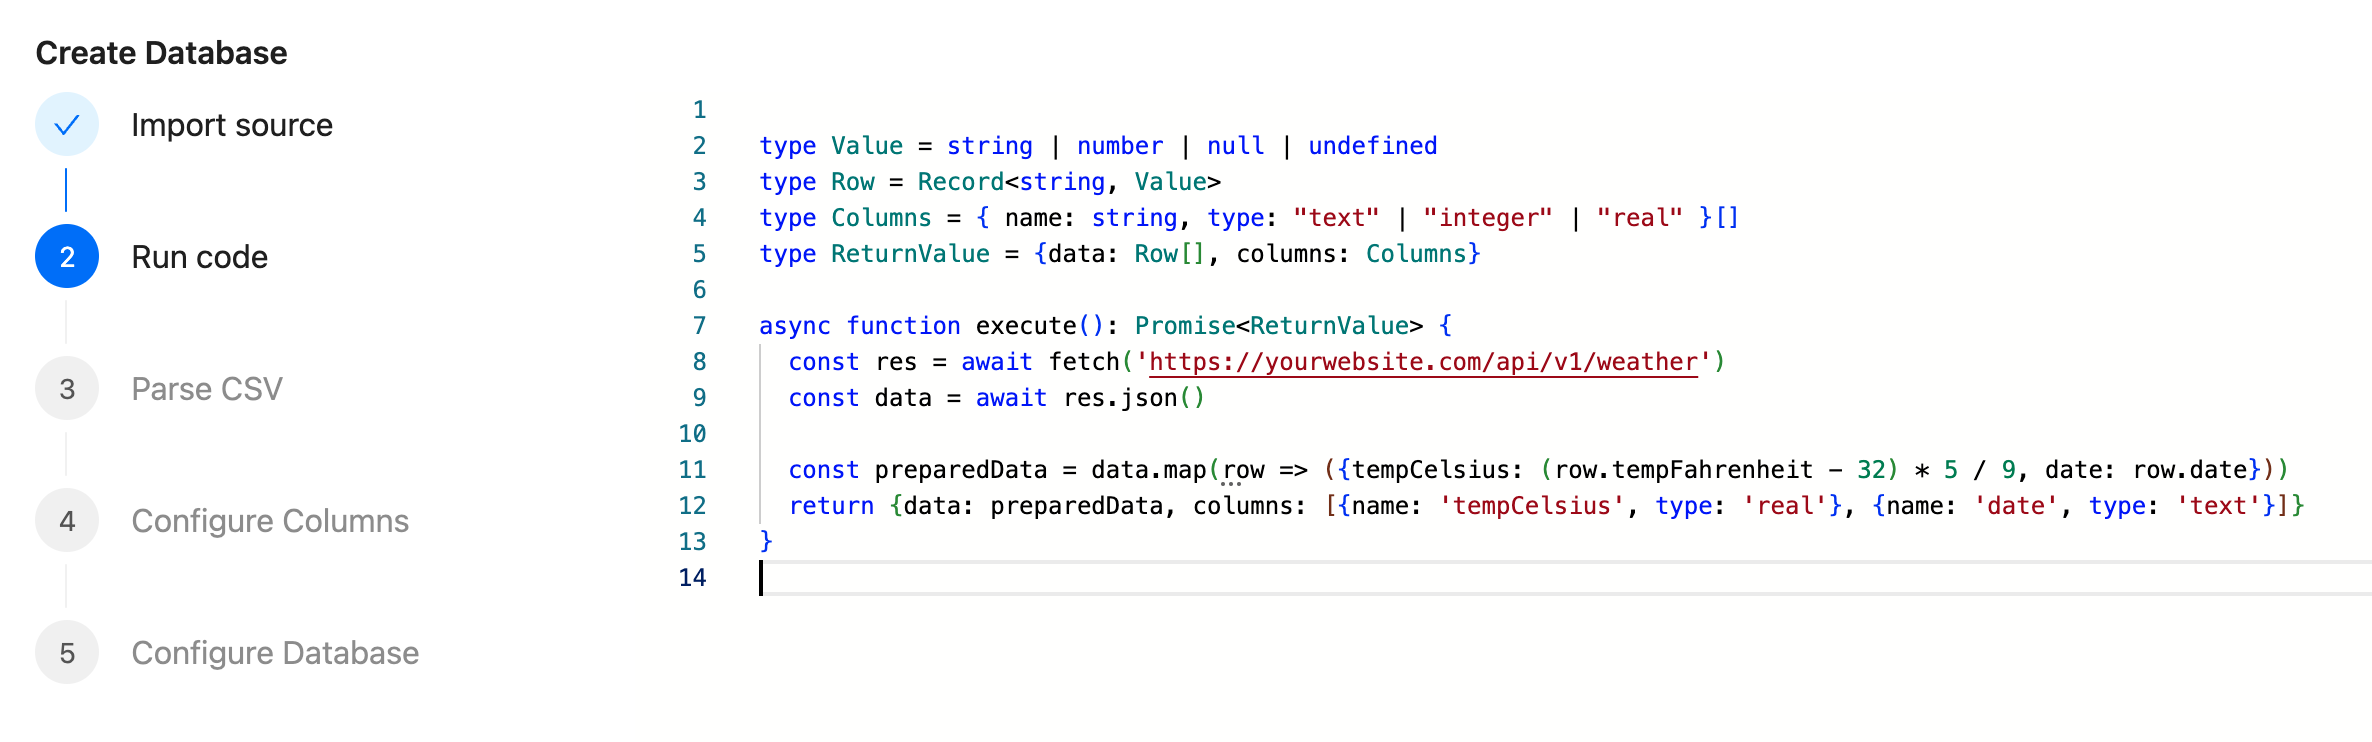 Create Database
Import source
2 Run code
3 Parse CSV
4 Configure Columns
5 Configure Database
1
2 type Value = string | number | null | undefined
3 type Row = Record<string, Value>
4 type Columns = { name: string, type: "text" | "integer" | "real" }[]
5 type ReturnValue = {data: Row[], columns: Columns}
6
7 async function execute(): Promise<ReturnValue> {
8   const res = await fetch('https://yourwebsite.com/api/v1/weather')
9   const data = await res.json()
10
11   const preparedData = data.map(row => ({tempCelsius: (row.tempFahrenheit - 32) * 5 / 9, date: row.date}))
12   return {data: preparedData, columns: [{name: 'tempCelsius', type: 'real'}, {name: 'date', type: 'text'}]}
13 }
14